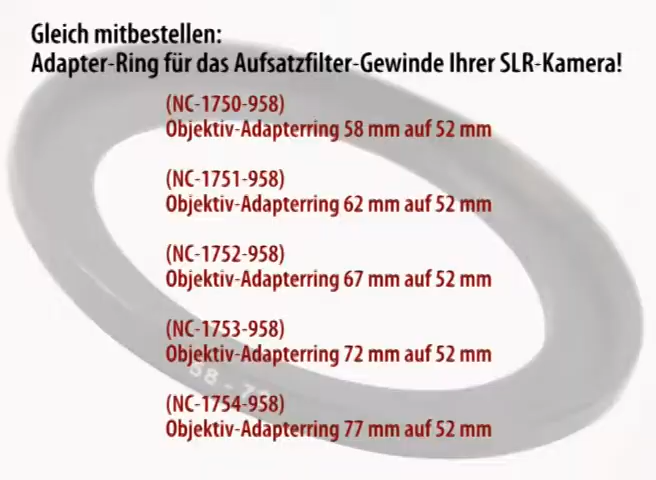 Gleich mitbestellen:
Adapter-Ring für das Aufsatzfilter-Gewinde Ihrer SLR-Kamera!
(NC-1750-958)
Objektiv-Adapterring 58 mm auf 52 mm
(NC-1751-958)
Objektiv-Adapterring 62 mm auf 52 mm
(NC-1752-958)
Objektiv-Adapterring 67 mm auf 52 mm
(NC-1753-958)
Objektiv-Adapterring 72 mm auf 52 mm
58 -
(NC-1754-958)
Objektiv-Adapterring 77 mm auf 52 mm